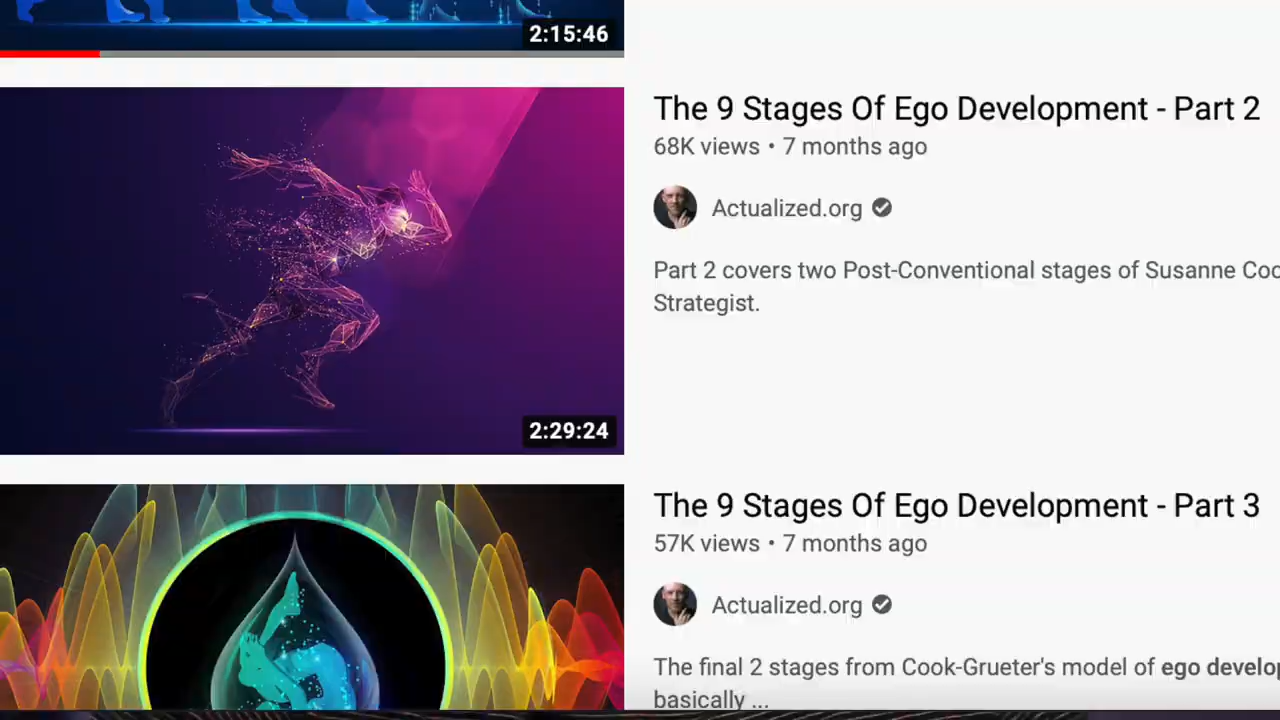 2:15:46
The 9 Stages Of Ego Development - Part 2
68K views • 7 months ago
Actualized.org
Part 2 covers two Post-Conventional stages of Susanne Coo
Strategist.
2:29:24
The 9 Stages Of Ego Development - Part 3
57K views • 7 months ago
Actualized.org
The final 2 stages from Cook-Grueter's model of ego develop
basically ...